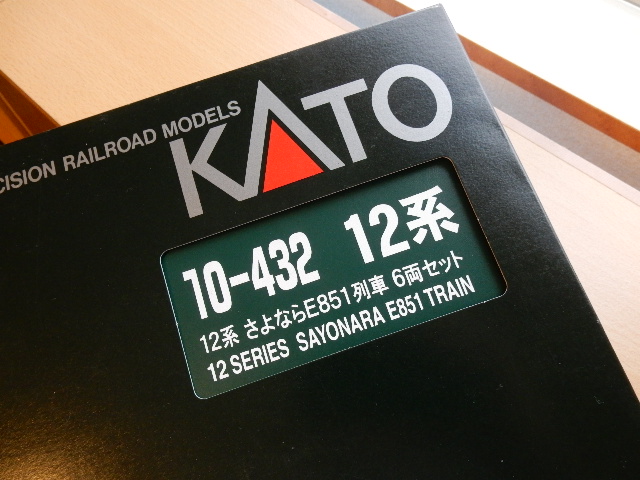 CISION RAILROAD MODELS
KATO
10-432 12系
12系 さよならE851列車 6両セット
12 SERIES SAYONARA E851 TRAIN